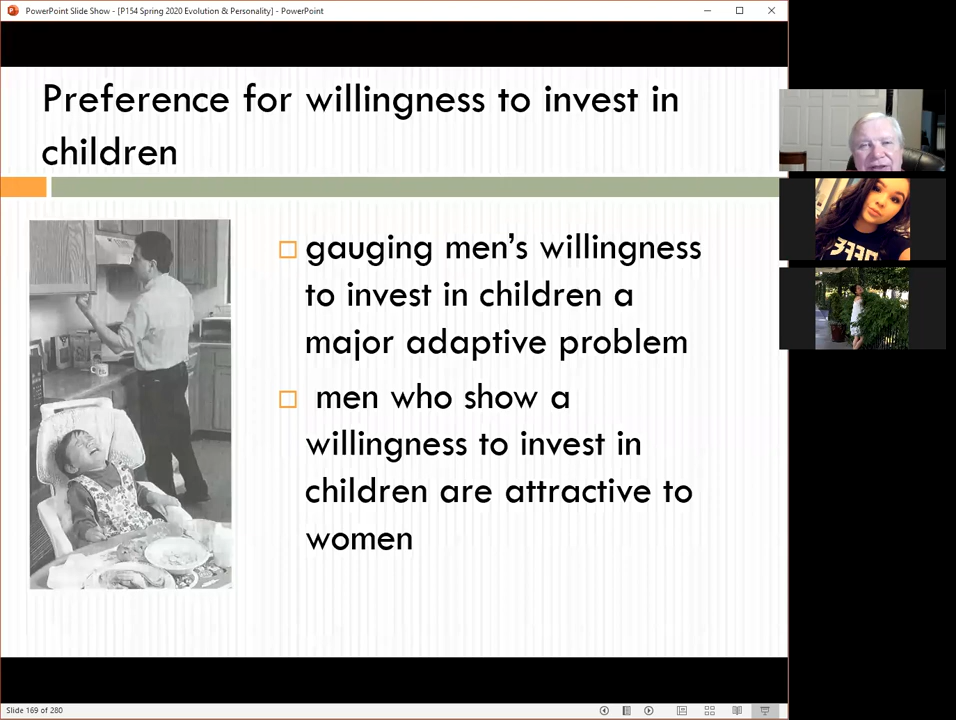 PowerPoint Slide Show - [P154 Spring 2020 Evolution & Personality] - PowerPoint
Preference for willingness to invest in
children
gauging men's willingness
to invest in children a
major adaptive problem
men who show a
willingness to invest in
children are attractive to
women
Slide 169 of 280